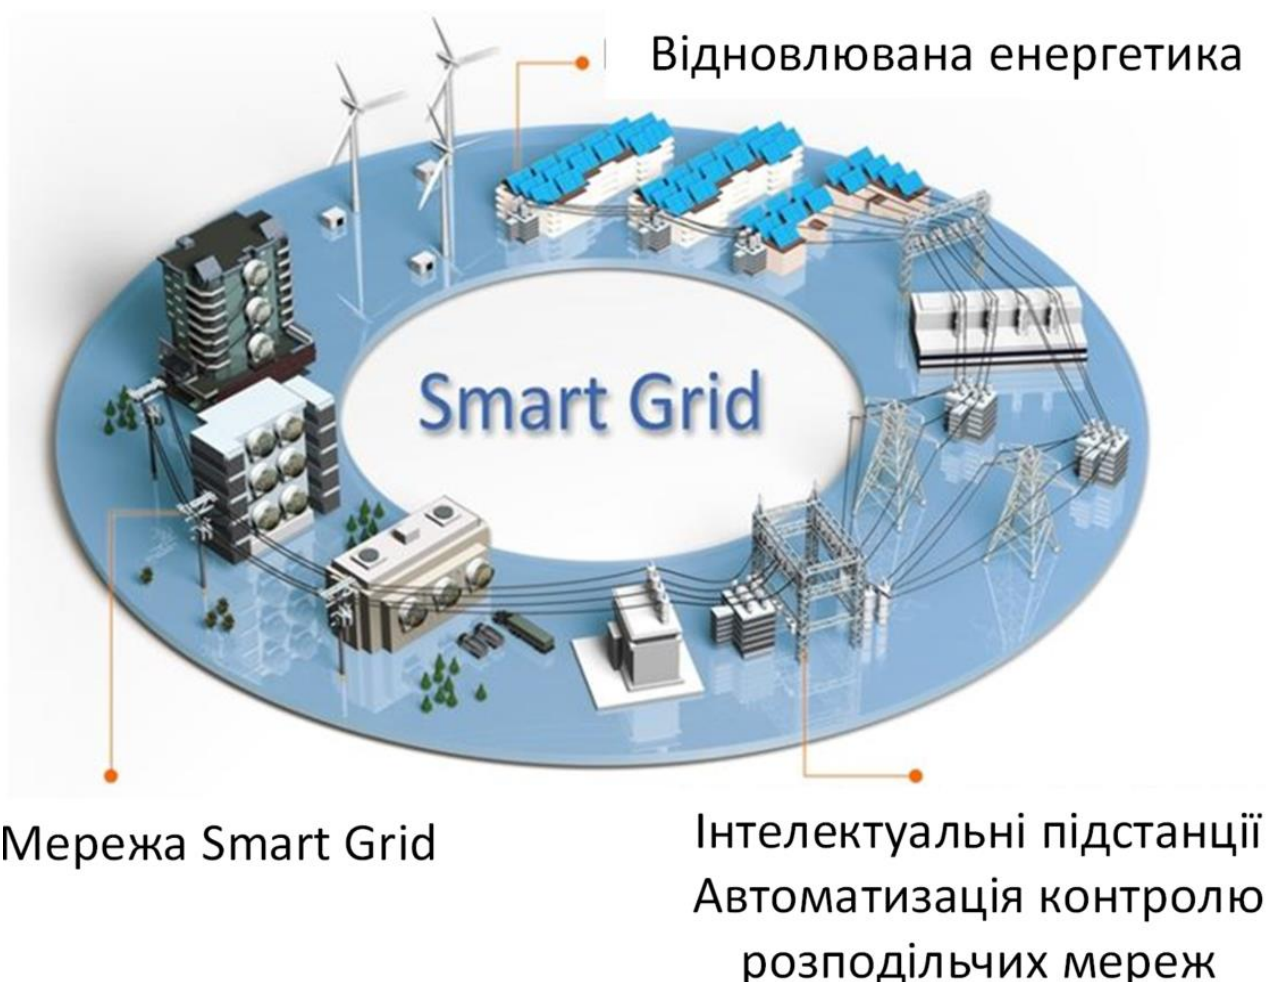 Відновлювана енергетика
Smart Grid
Мережа Smart Grid
Інтелектуальні підстанції
Автоматизація контролю
розподільчих мереж